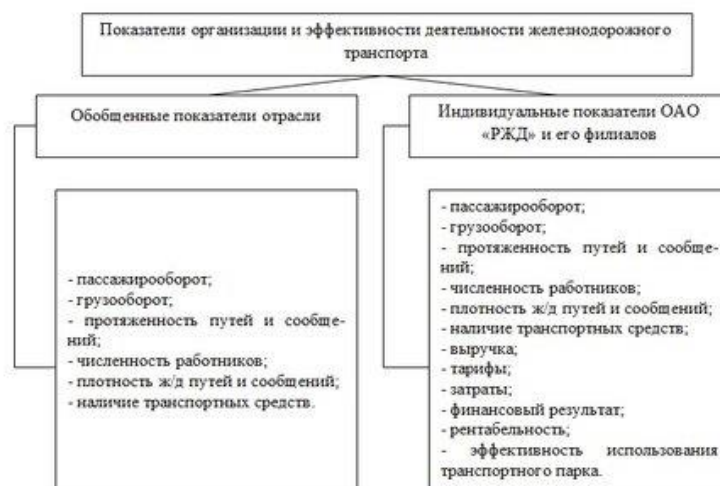 Показатели организации и эффективности деятельности железнодорожного
транспорта
Обобщенные показатели отрасли
Индивидуальные показатели ОАО
«РЖД» и его филиалов
- пассажирооборот;
- грузооборот;
- протяженность путей и сообще-
ний;
- численность работников;
- плотность ж/д путей и сообщений;
- наличие транспортных средств.
- пассажирооборот;
- грузооборот;
- протяженность путей и сообще-
ний;
- численность работников;
- плотность ж/д путей и сообщений;
- наличие транспортных средств;
- выручка;
- тарифы;
- затраты;
- финансовый результат;
- рентабельность;
- эффективность использования
транспортного парка.